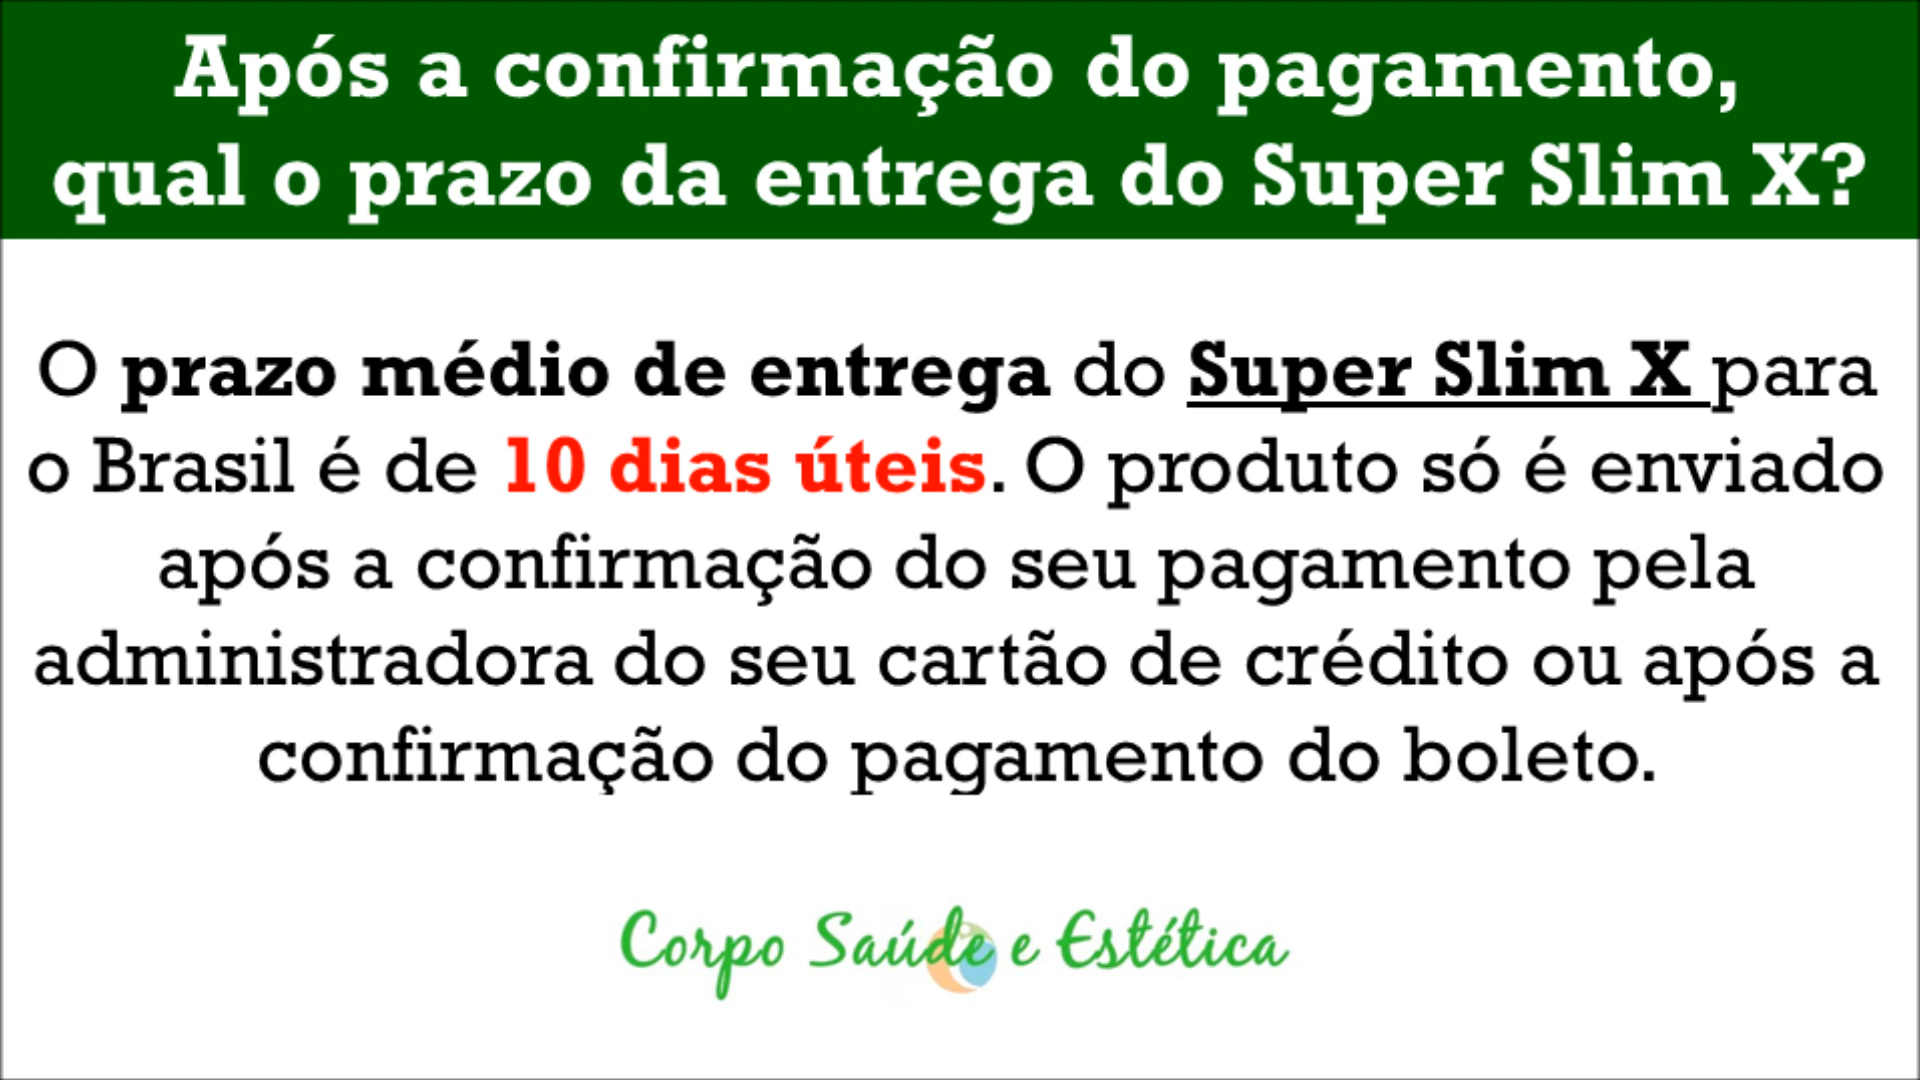 Após a confirmação do pagamento,
qual o prazo da entrega do Super Slim X?
O prazo médio de entrega do Super Slim X para
o Brasil é de 10 dias úteis. O produto só é enviado
após a confirmação do seu pagamento pela
administradora do seu cartão de crédito ou após a
confirmação do pagamento do boleto.
Corpo Saúde e Estética